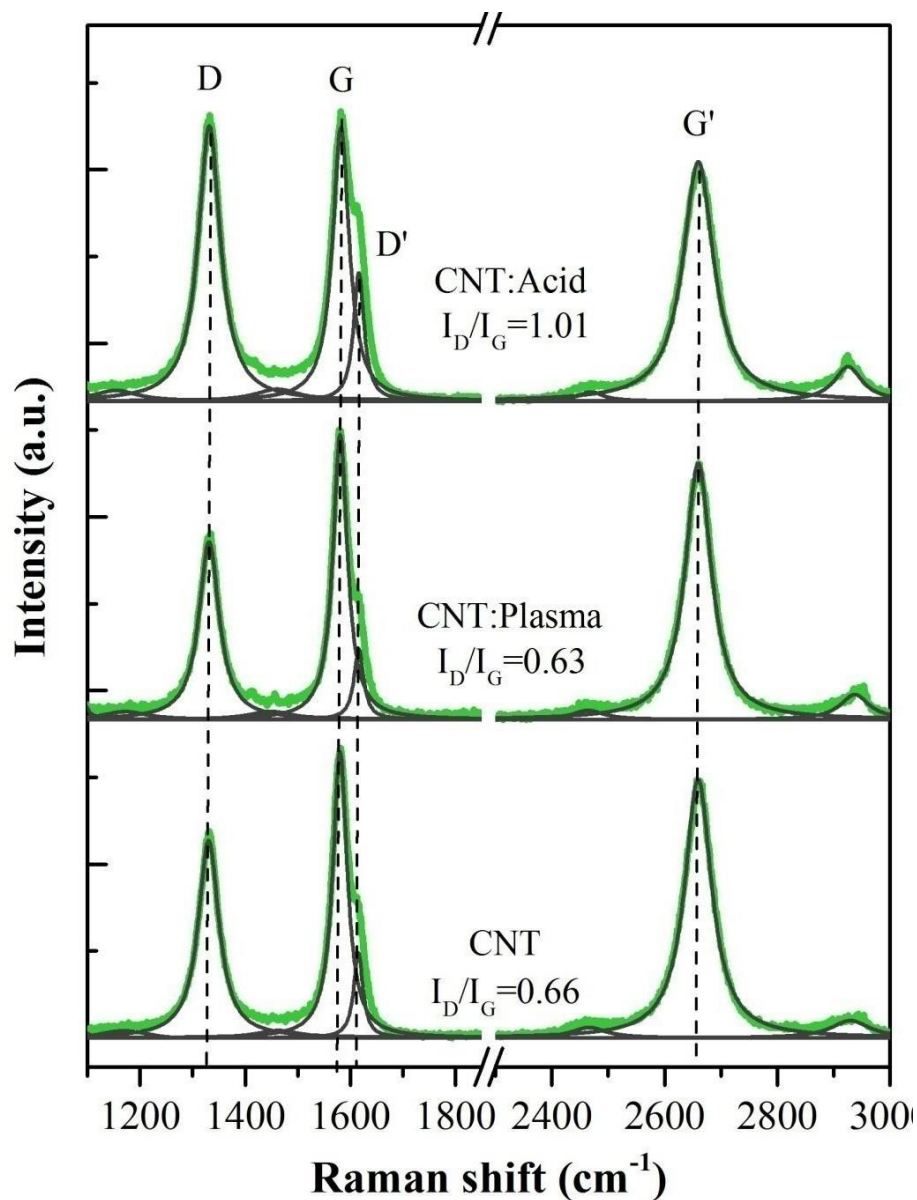 D
G
G'
D'
CNT:Acid
I_D/I_G=1.01
CNT:Plasma
I_D/I_G=0.63
CNT
I_D/I_G=0.66
Intensity (a.u.)
1200 1400 1600 1800 2400 2600 2800 3000
Raman shift (cm⁻¹)